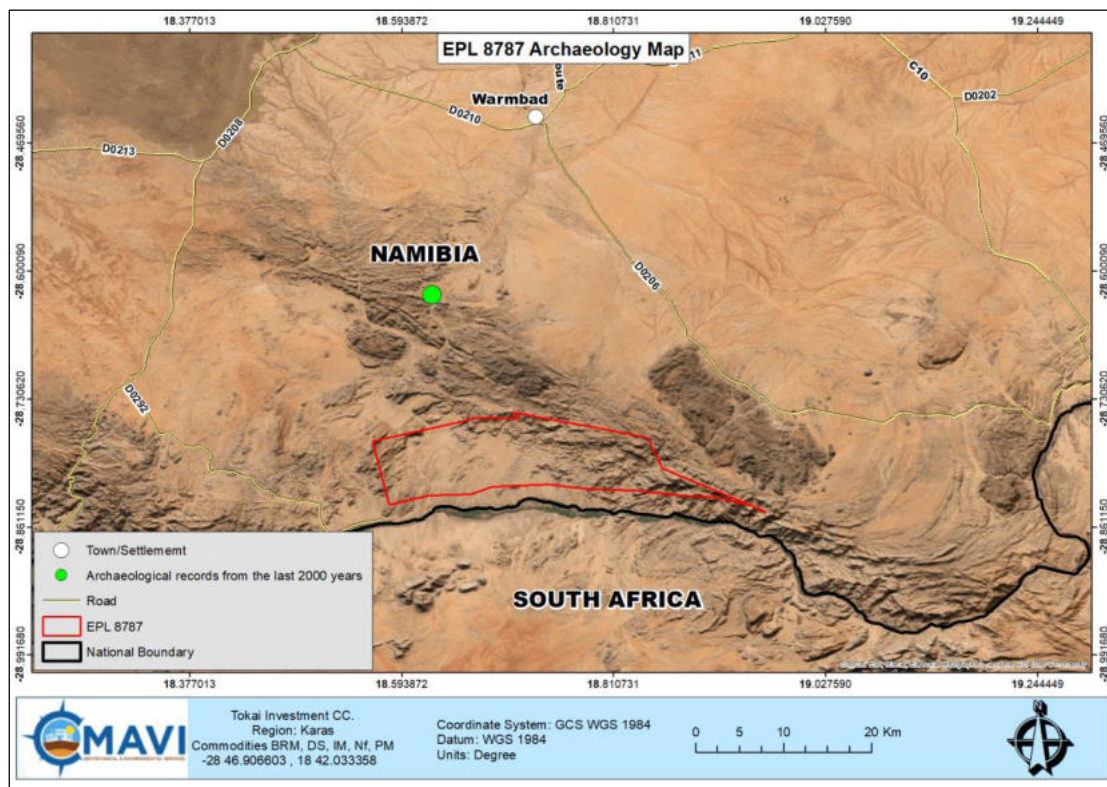 18.377013 18.593872 18.810731 19.027590 19.244449
EPL 8787 Archaeology Map
Warmbad
D0210
C10
D0202
D0208
D0213
-28.469560 -28.469560
NAMIBIA
D0206
-28.600090 -28.600090
-28.730620 -28.730620
D0292
-28.861150 -28.861150
Town/Settlememt
Archaeological records from the last 2000 years
Road
EPL 8787
National Boundary
SOUTH AFRICA
-28.991680 -28.991680
18.377013 18.593872 18.810731 19.027590 19.244449
MAVI
Tokai Investment CC.
Region: Karas
Commodities BRM, DS, IM, Nf, PM
-28 46.906603 , 18 42.033358
Coordinate System: GCS WGS 1984
Datum: WGS 1984
Units: Degree
0 5 10 20 Km
N